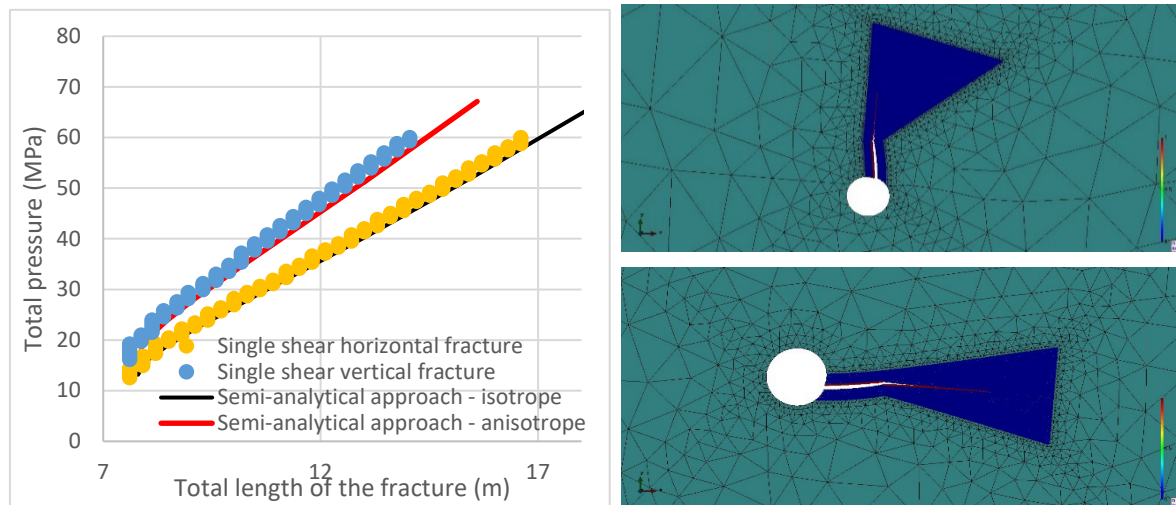 80
70
60
50
40
30
20
10
0
Total pressure (MPa)
Single shear horizontal fracture
Single shear vertical fracture
Semi-analytical approach - isotrope
Semi-analytical approach - anisotrope
7
12
17
Total length of the fracture (m)